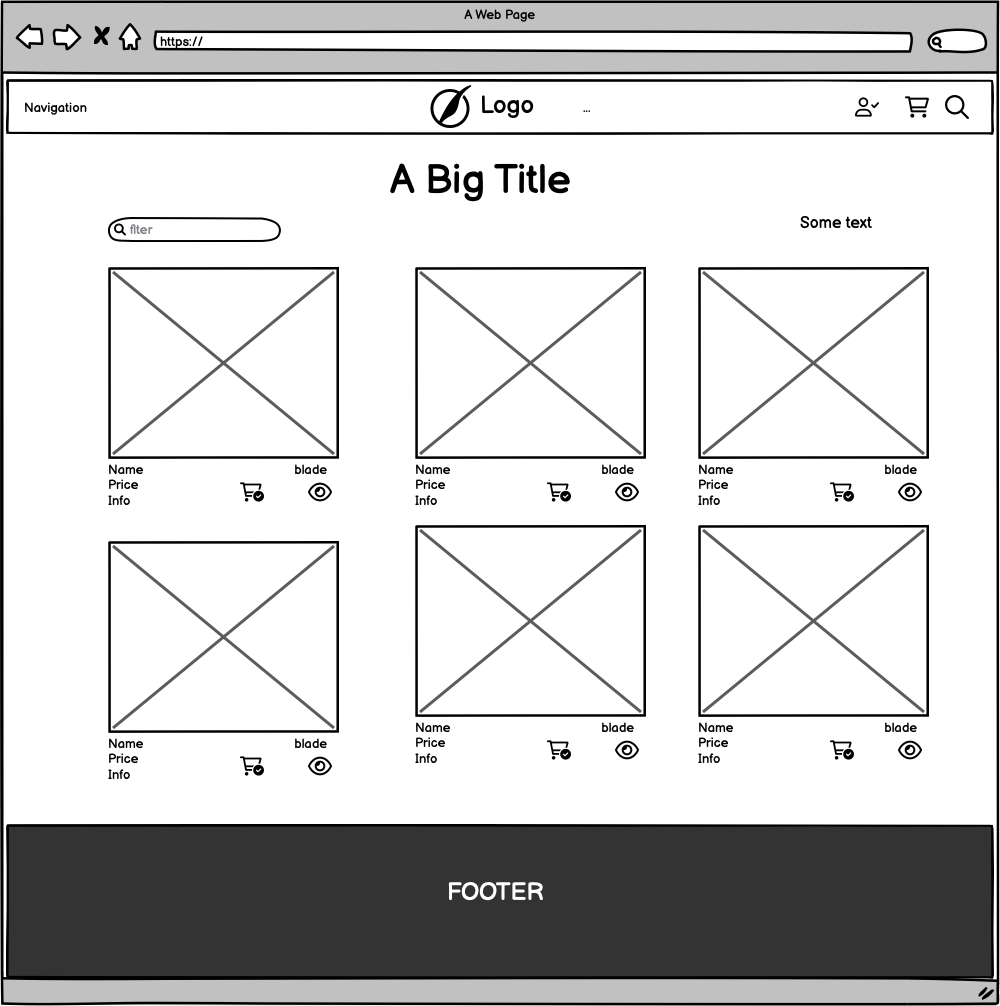 A Web Page
https://
Navigation
Logo
...
A Big Title
flter
Some text
Name
blade
Price
Info
Name
blade
Price
Info
Name
blade
Price
Info
Name
blade
Price
Info
Name
blade
Price
Info
Name
blade
Price
Info
FOOTER